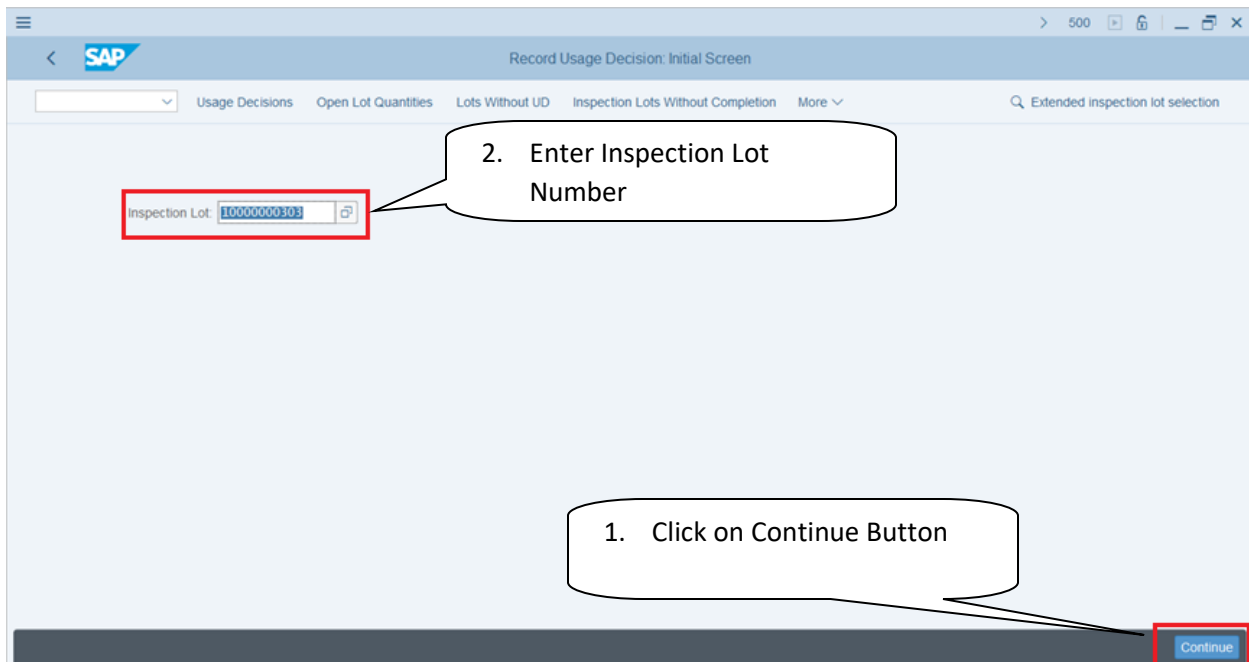 500
SAP
Record Usage Decision: Initial Screen
Usage Decisions Open Lot Quantities Lots Without UD Inspection Lots Without Completion More Extended inspection lot selection
2. Enter Inspection Lot
Number
Inspection Lot: 10000000303
1. Click on Continue Button
Continue